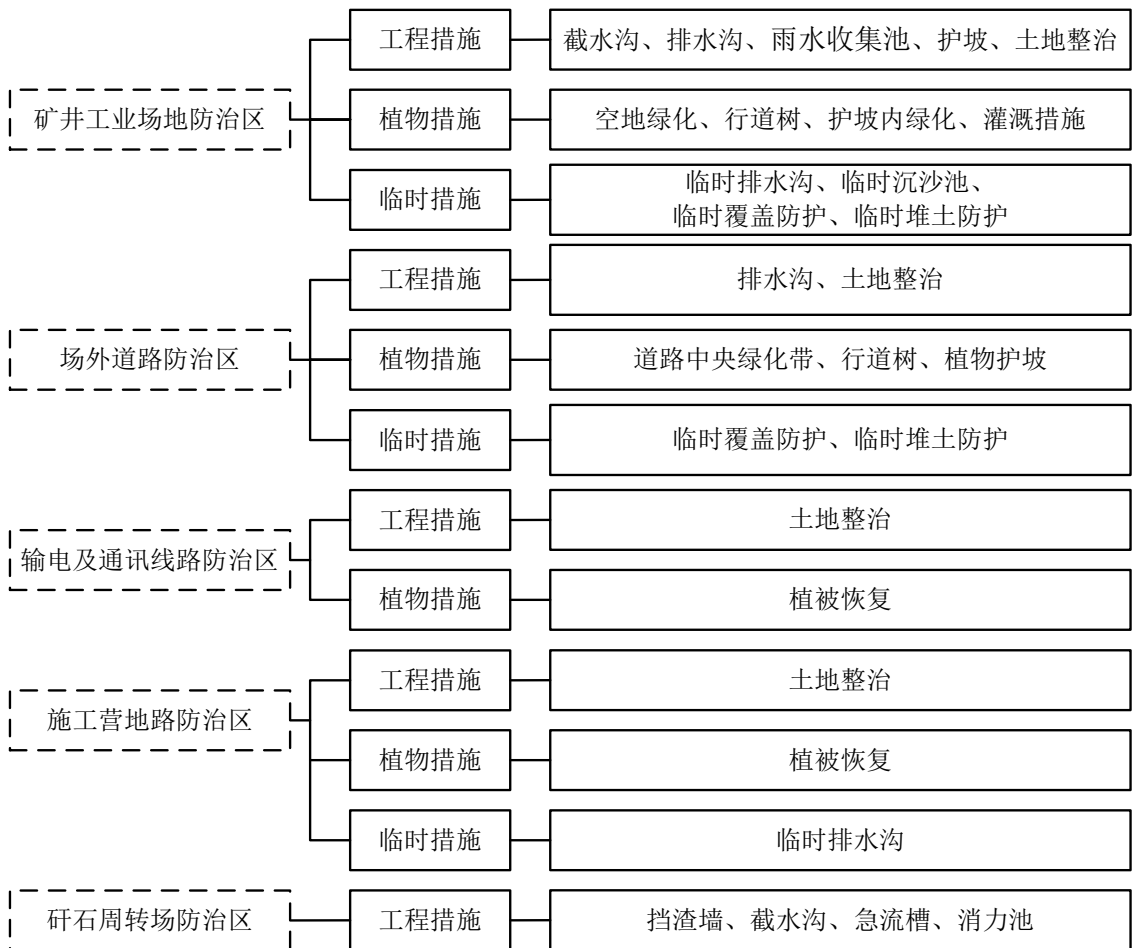 工程措施
截水沟、排水沟、雨水收集池、护坡、土地整治
矿井工业场地防治区
植物措施
空地绿化、行道树、护坡内绿化、灌溉措施
临时措施
临时排水沟、临时沉沙池、
临时覆盖防护、临时堆土防护
工程措施
排水沟、土地整治
场外道路防治区
植物措施
道路中央绿化带、行道树、植物护坡
临时措施
临时覆盖防护、临时堆土防护
工程措施
土地整治
输电及通讯线路防治区
植物措施
植被恢复
工程措施
土地整治
施工营地路防治区
植物措施
植被恢复
临时措施
临时排水沟
矸石周转场防治区
工程措施
挡渣墙、截水沟、急流槽、消力池